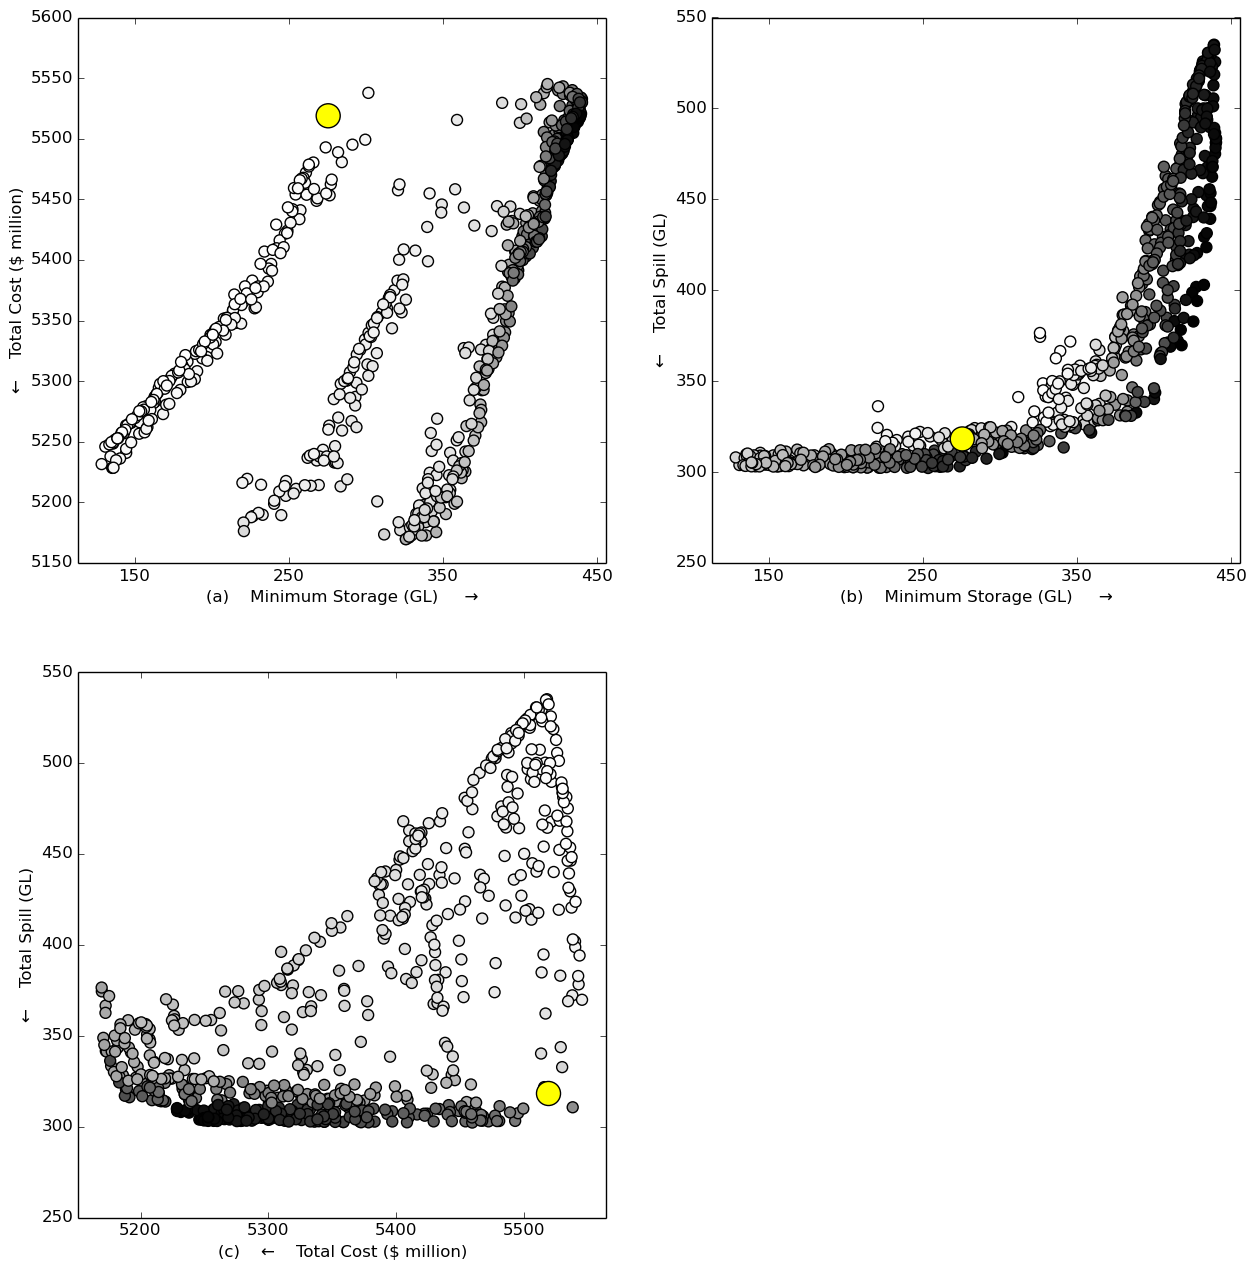 5600
5550
5500
5450
5400
5350
5300
5250
5200
5150
← Total Cost ($ million)
150 250 350 450
(a) Minimum Storage (GL) →
550
500
450
400
350
300
250
← Total Spill (GL)
150 250 350 450
(b) Minimum Storage (GL) →
550
500
450
400
350
300
250
← Total Spill (GL)
5200 5300 5400 5500
(c) ← Total Cost ($ million)